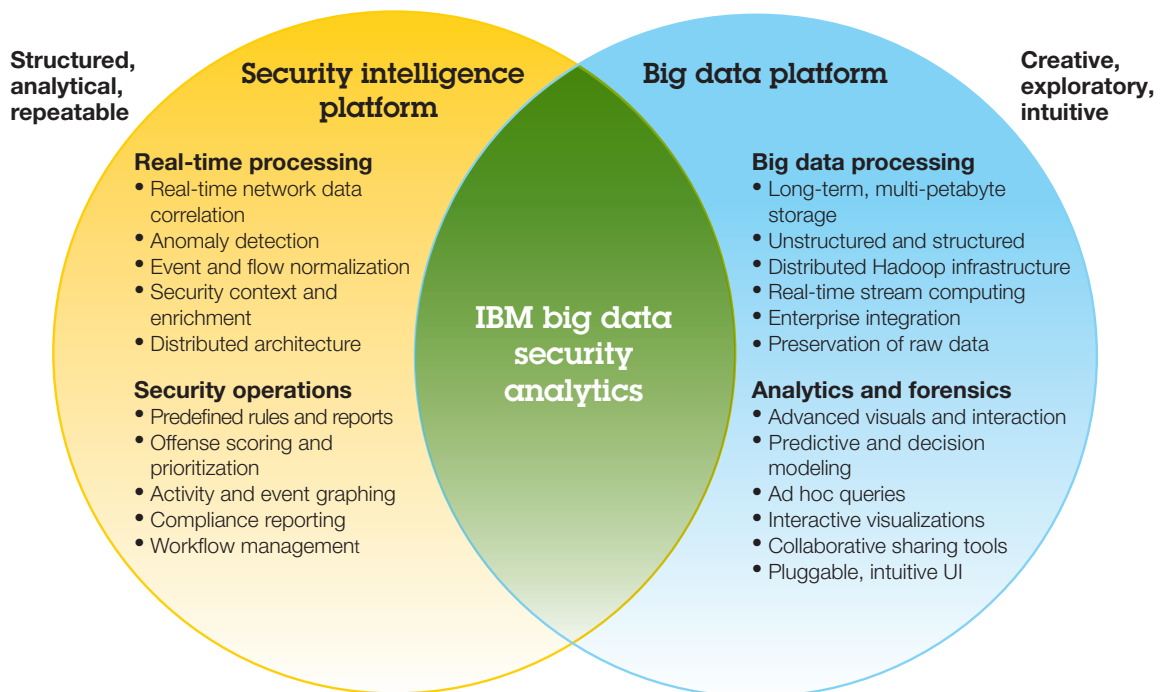 Structured,
analytical,
repeatable
Security intelligence
platform
Real-time processing
• Real-time network data
correlation
• Anomaly detection
• Event and flow normalization
• Security context and
enrichment
• Distributed architecture
Security operations
• Predefined rules and reports
• Offense scoring and
prioritization
• Activity and event graphing
• Compliance reporting
• Workflow management
IBM big data
security
analytics
Big data platform
Creative,
exploratory,
intuitive
Big data processing
• Long-term, multi-petabyte
storage
• Unstructured and structured
• Distributed Hadoop infrastructure
• Real-time stream computing
• Enterprise integration
• Preservation of raw data
Analytics and forensics
• Advanced visuals and interaction
• Predictive and decision
modeling
• Ad hoc queries
• Interactive visualizations
• Collaborative sharing tools
• Pluggable, intuitive UI